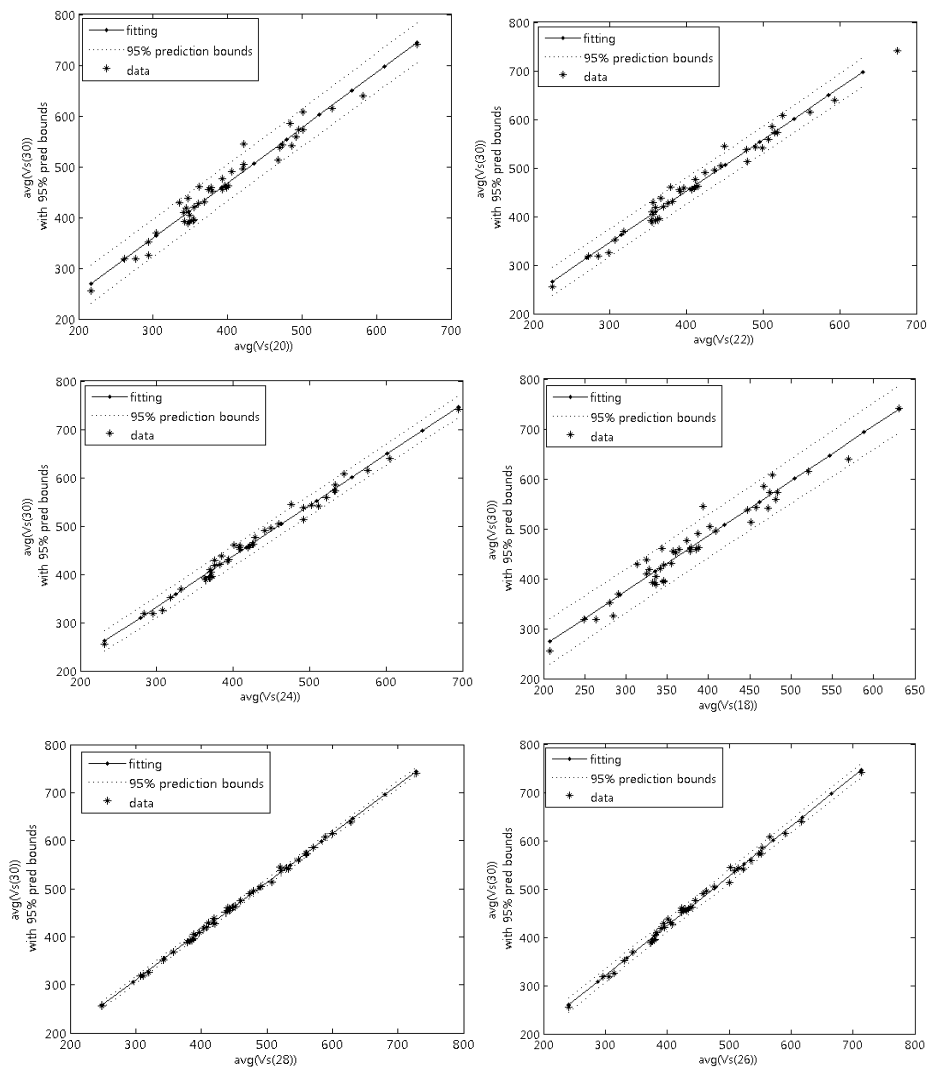 fitting
95% prediction bounds
data
800
700
600
500
400
300
200
avg(Vs(30))
with 95% pred bounds
200 300 400 500 600 700
avg(Vs(20))
fitting
95% prediction bounds
data
800
700
600
500
400
300
200
avg(Vs(30))
with 95% pred bounds
200 300 400 500 600 700
avg(Vs(22))
fitting
95% prediction bounds
data
800
700
600
500
400
300
200
avg(Vs(30))
with 95% pred bounds
200 300 400 500 600 700
avg(Vs(24))
fitting
95% prediction bounds
data
800
700
600
500
400
300
200
avg(Vs(30))
with 95% pred bounds
200 250 300 350 400 450 500 550 600 650
avg(Vs(18))
fitting
95% prediction bounds
data
800
700
600
500
400
300
200
avg(Vs(30))
with 95% pred bounds
200 300 400 500 600 700 800
avg(Vs(28))
fitting
95% prediction bounds
data
800
700
600
500
400
300
200
avg(Vs(30))
with 95% pred bounds
200 300 400 500 600 700 800
avg(Vs(26))